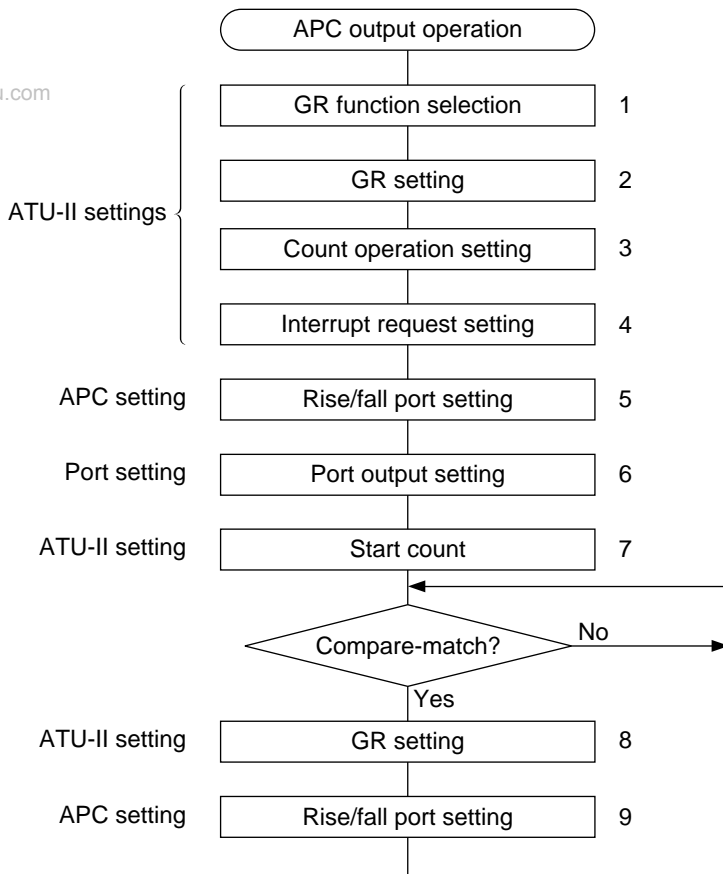 APC output operation
u.com
GR function selection 1
GR setting 2
ATU-II settings
Count operation setting 3
Interrupt request setting 4
APC setting Rise/fall port setting 5
Port setting Port output setting 6
ATU-II setting Start count 7
Compare-match? No
Yes
ATU-II setting GR setting 8
APC setting Rise/fall port setting 9